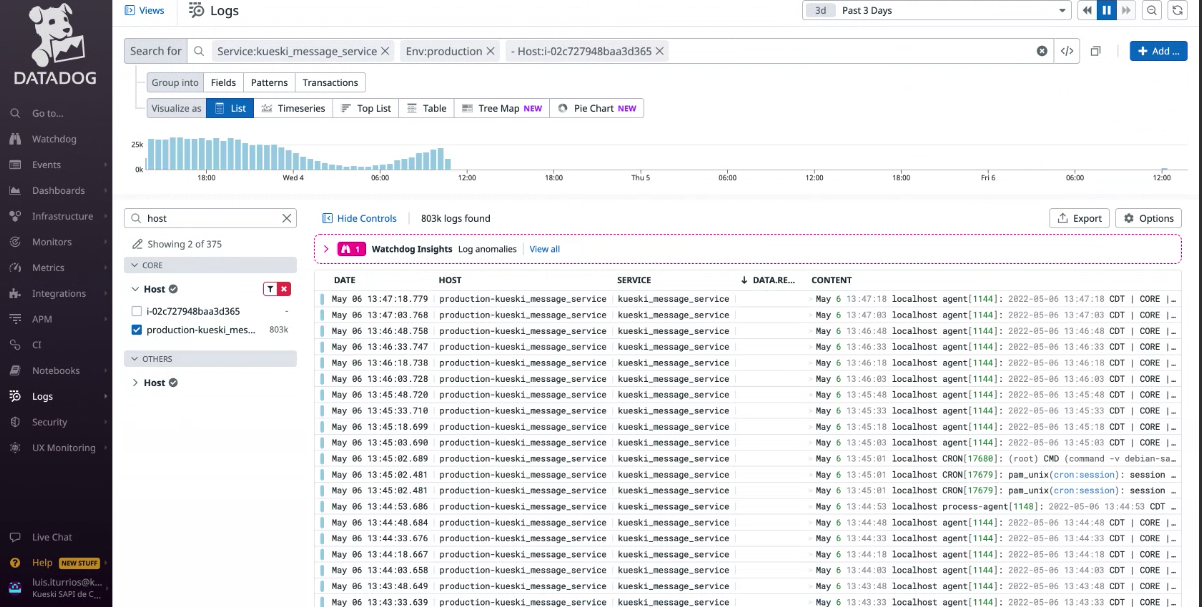 Views
Logs
3d Past 3 Days
DATADOG
Search for Service:kueski_message_service Env:production - Host:i-02c727948baa3d365
Add ...
Group into Fields Patterns Transactions
Visualize as List Timeseries Top List Table Tree Map NEW Pie Chart NEW
25k
0k
18:00 Wed 4 06:00 12:00 18:00 Thu 5 06:00 12:00 18:00 Fri 6 06:00 12:00
Go to...
Watchdog
Events
Dashboards
Infrastructure
Monitors
Metrics
Integrations
APM
CI
Notebooks
Logs
Security
UX Monitoring
Live Chat
Help NEW STUFF
luis.iturrios@k...
Kueski SAPI de C...
host
Showing 2 of 375
CORE
Host
i-02c727948baa3d365 -
production-kueski_mes... 803k
OTHERS
Host
Hide Controls 803k logs found Export Options
1 Watchdog Insights Log anomalies View all
DATE HOST SERVICE DATA.RE... CONTENT
May 06 13:47:18.779 production-kueski_message_service kueski_message_service May 6 13:47:18 localhost agent[1144]: 2022-05-06 13:47:18 CDT | CORE |…
May 06 13:47:03.768 production-kueski_message_service kueski_message_service May 6 13:47:03 localhost agent[1144]: 2022-05-06 13:47:03 CDT | CORE |…
May 06 13:46:48.758 production-kueski_message_service kueski_message_service May 6 13:46:48 localhost agent[1144]: 2022-05-06 13:46:48 CDT | CORE |…
May 06 13:46:33.747 production-kueski_message_service kueski_message_service May 6 13:46:33 localhost agent[1144]: 2022-05-06 13:46:33 CDT | CORE |…
May 06 13:46:18.738 production-kueski_message_service kueski_message_service May 6 13:46:18 localhost agent[1144]: 2022-05-06 13:46:18 CDT | CORE |…
May 06 13:46:03.728 production-kueski_message_service kueski_message_service May 6 13:46:03 localhost agent[1144]: 2022-05-06 13:46:03 CDT | CORE |…
May 06 13:45:48.720 production-kueski_message_service kueski_message_service May 6 13:45:48 localhost agent[1144]: 2022-05-06 13:45:48 CDT | CORE |…
May 06 13:45:33.710 production-kueski_message_service kueski_message_service May 6 13:45:33 localhost agent[1144]: 2022-05-06 13:45:33 CDT | CORE |…
May 06 13:45:18.699 production-kueski_message_service kueski_message_service May 6 13:45:18 localhost agent[1144]: 2022-05-06 13:45:18 CDT | CORE |…
May 06 13:45:03.690 production-kueski_message_service kueski_message_service May 6 13:45:03 localhost agent[1144]: 2022-05-06 13:45:03 CDT | CORE |…
May 06 13:45:02.689 production-kueski_message_service kueski_message_service May 6 13:45:01 localhost CRON[17680]: (root) CMD (command -v debian-sa…
May 06 13:45:02.481 production-kueski_message_service kueski_message_service May 6 13:45:01 localhost CRON[17679]: pam_unix(cron:session): session …
May 06 13:45:02.481 production-kueski_message_service kueski_message_service May 6 13:45:01 localhost CRON[17679]: pam_unix(cron:session): session …
May 06 13:44:53.686 production-kueski_message_service kueski_message_service May 6 13:44:53 localhost process-agent[1148]: 2022-05-06 13:44:53 CDT …
May 06 13:44:48.684 production-kueski_message_service kueski_message_service May 6 13:44:48 localhost agent[1144]: 2022-05-06 13:44:48 CDT | CORE |…
May 06 13:44:33.676 production-kueski_message_service kueski_message_service May 6 13:44:33 localhost agent[1144]: 2022-05-06 13:44:33 CDT | CORE |…
May 06 13:44:18.667 production-kueski_message_service kueski_message_service May 6 13:44:18 localhost agent[1144]: 2022-05-06 13:44:18 CDT | CORE |…
May 06 13:44:03.658 production-kueski_message_service kueski_message_service May 6 13:44:03 localhost agent[1144]: 2022-05-06 13:44:03 CDT | CORE |…
May 06 13:43:48.649 production-kueski_message_service kueski_message_service May 6 13:43:48 localhost agent[1144]: 2022-05-06 13:43:48 CDT | CORE |…
May 06 13:43:33.639 production-kueski_message_service kueski_message_service May 6 13:43:33 localhost agent[1144]: 2022-05-06 13:43:33 CDT | CORE |…